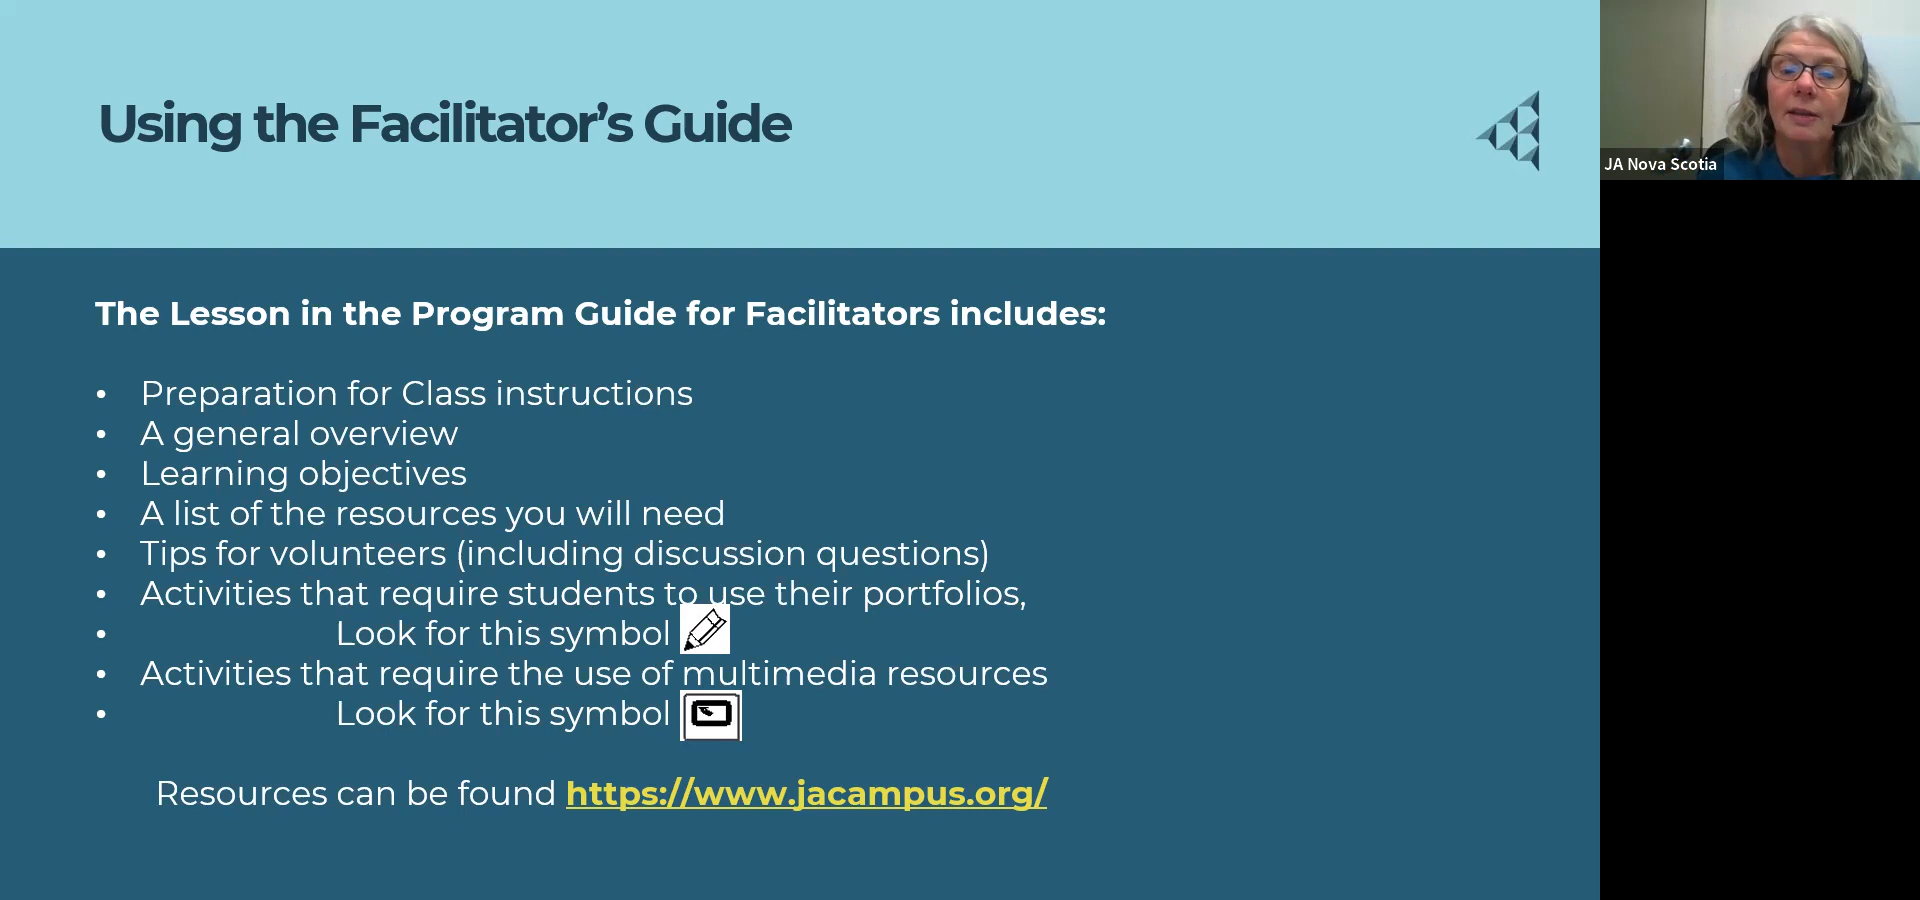 Using the Facilitator’s Guide
JA Nova Scotia
The Lesson in the Program Guide for Facilitators includes:
• Preparation for Class instructions
• A general overview
• Learning objectives
• A list of the resources you will need
• Tips for volunteers (including discussion questions)
• Activities that require students to use their portfolios,
• Look for this symbol
• Activities that require the use of multimedia resources
• Look for this symbol
Resources can be found https://www.jacampus.org/